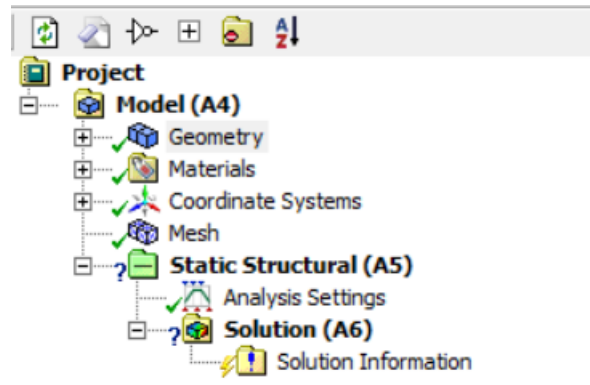 Project
Model (A4)
Geometry
Materials
Coordinate Systems
Mesh
Static Structural (A5)
Analysis Settings
Solution (A6)
Solution Information